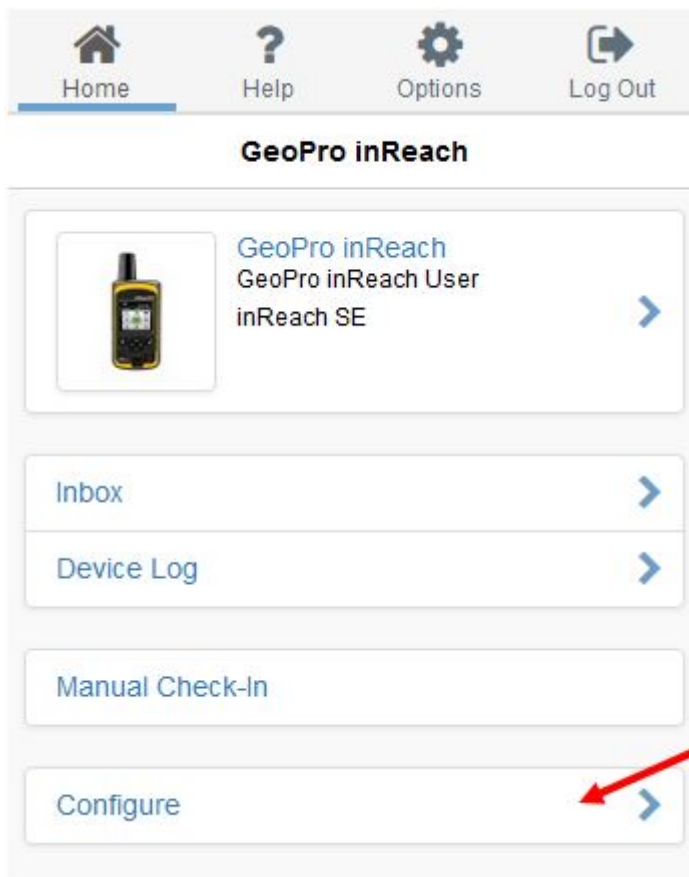 Home Help Options Log Out
GeoPro inReach
GeoPro inReach
GeoPro inReach User
inReach SE
Inbox
Device Log
Manual Check-In
Configure